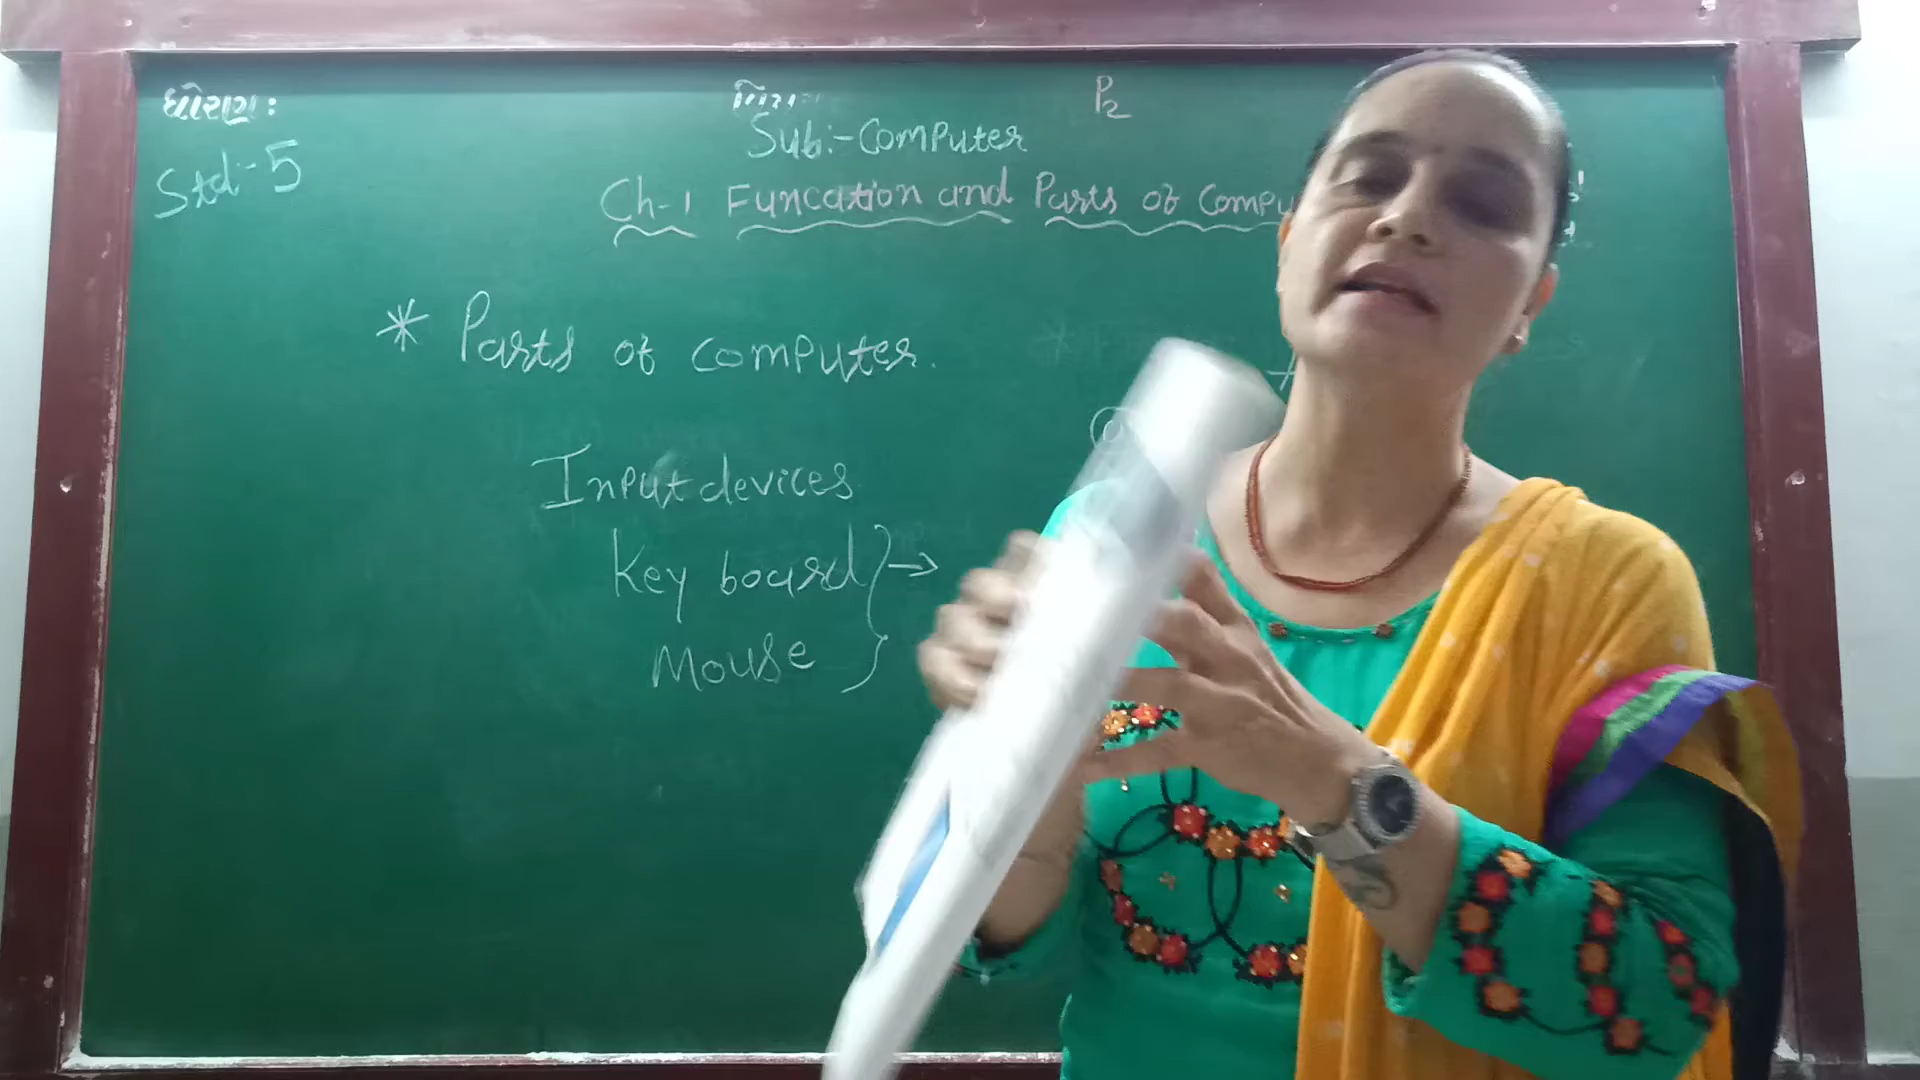 ધોરણ :
P2
Std:- 5
Sub:- Computer
Ch-1 Funcation and Parts of Compu
* Parts of computer.
Input devices
Key board } →
Mouse }